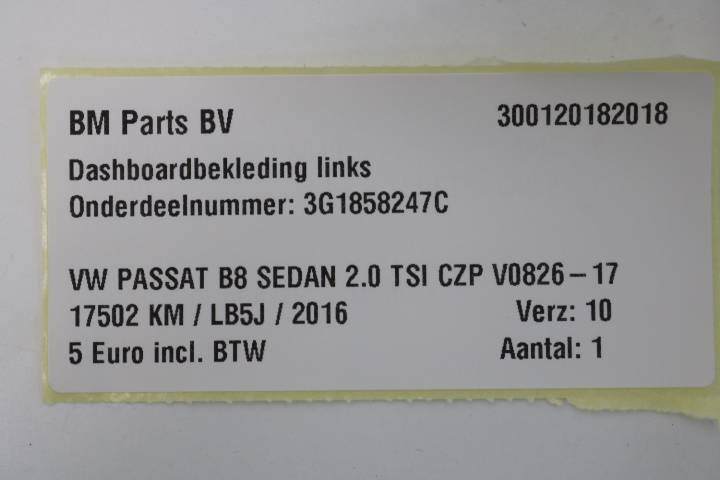 BM Parts BV 300120182018
Dashboardbekleding links
Onderdeelnummer: 3G1858247C
VW PASSAT B8 SEDAN 2.0 TSI CZP V0826 – 17
17502 KM / LB5J / 2016 Verz: 10
5 Euro incl. BTW Aantal: 1